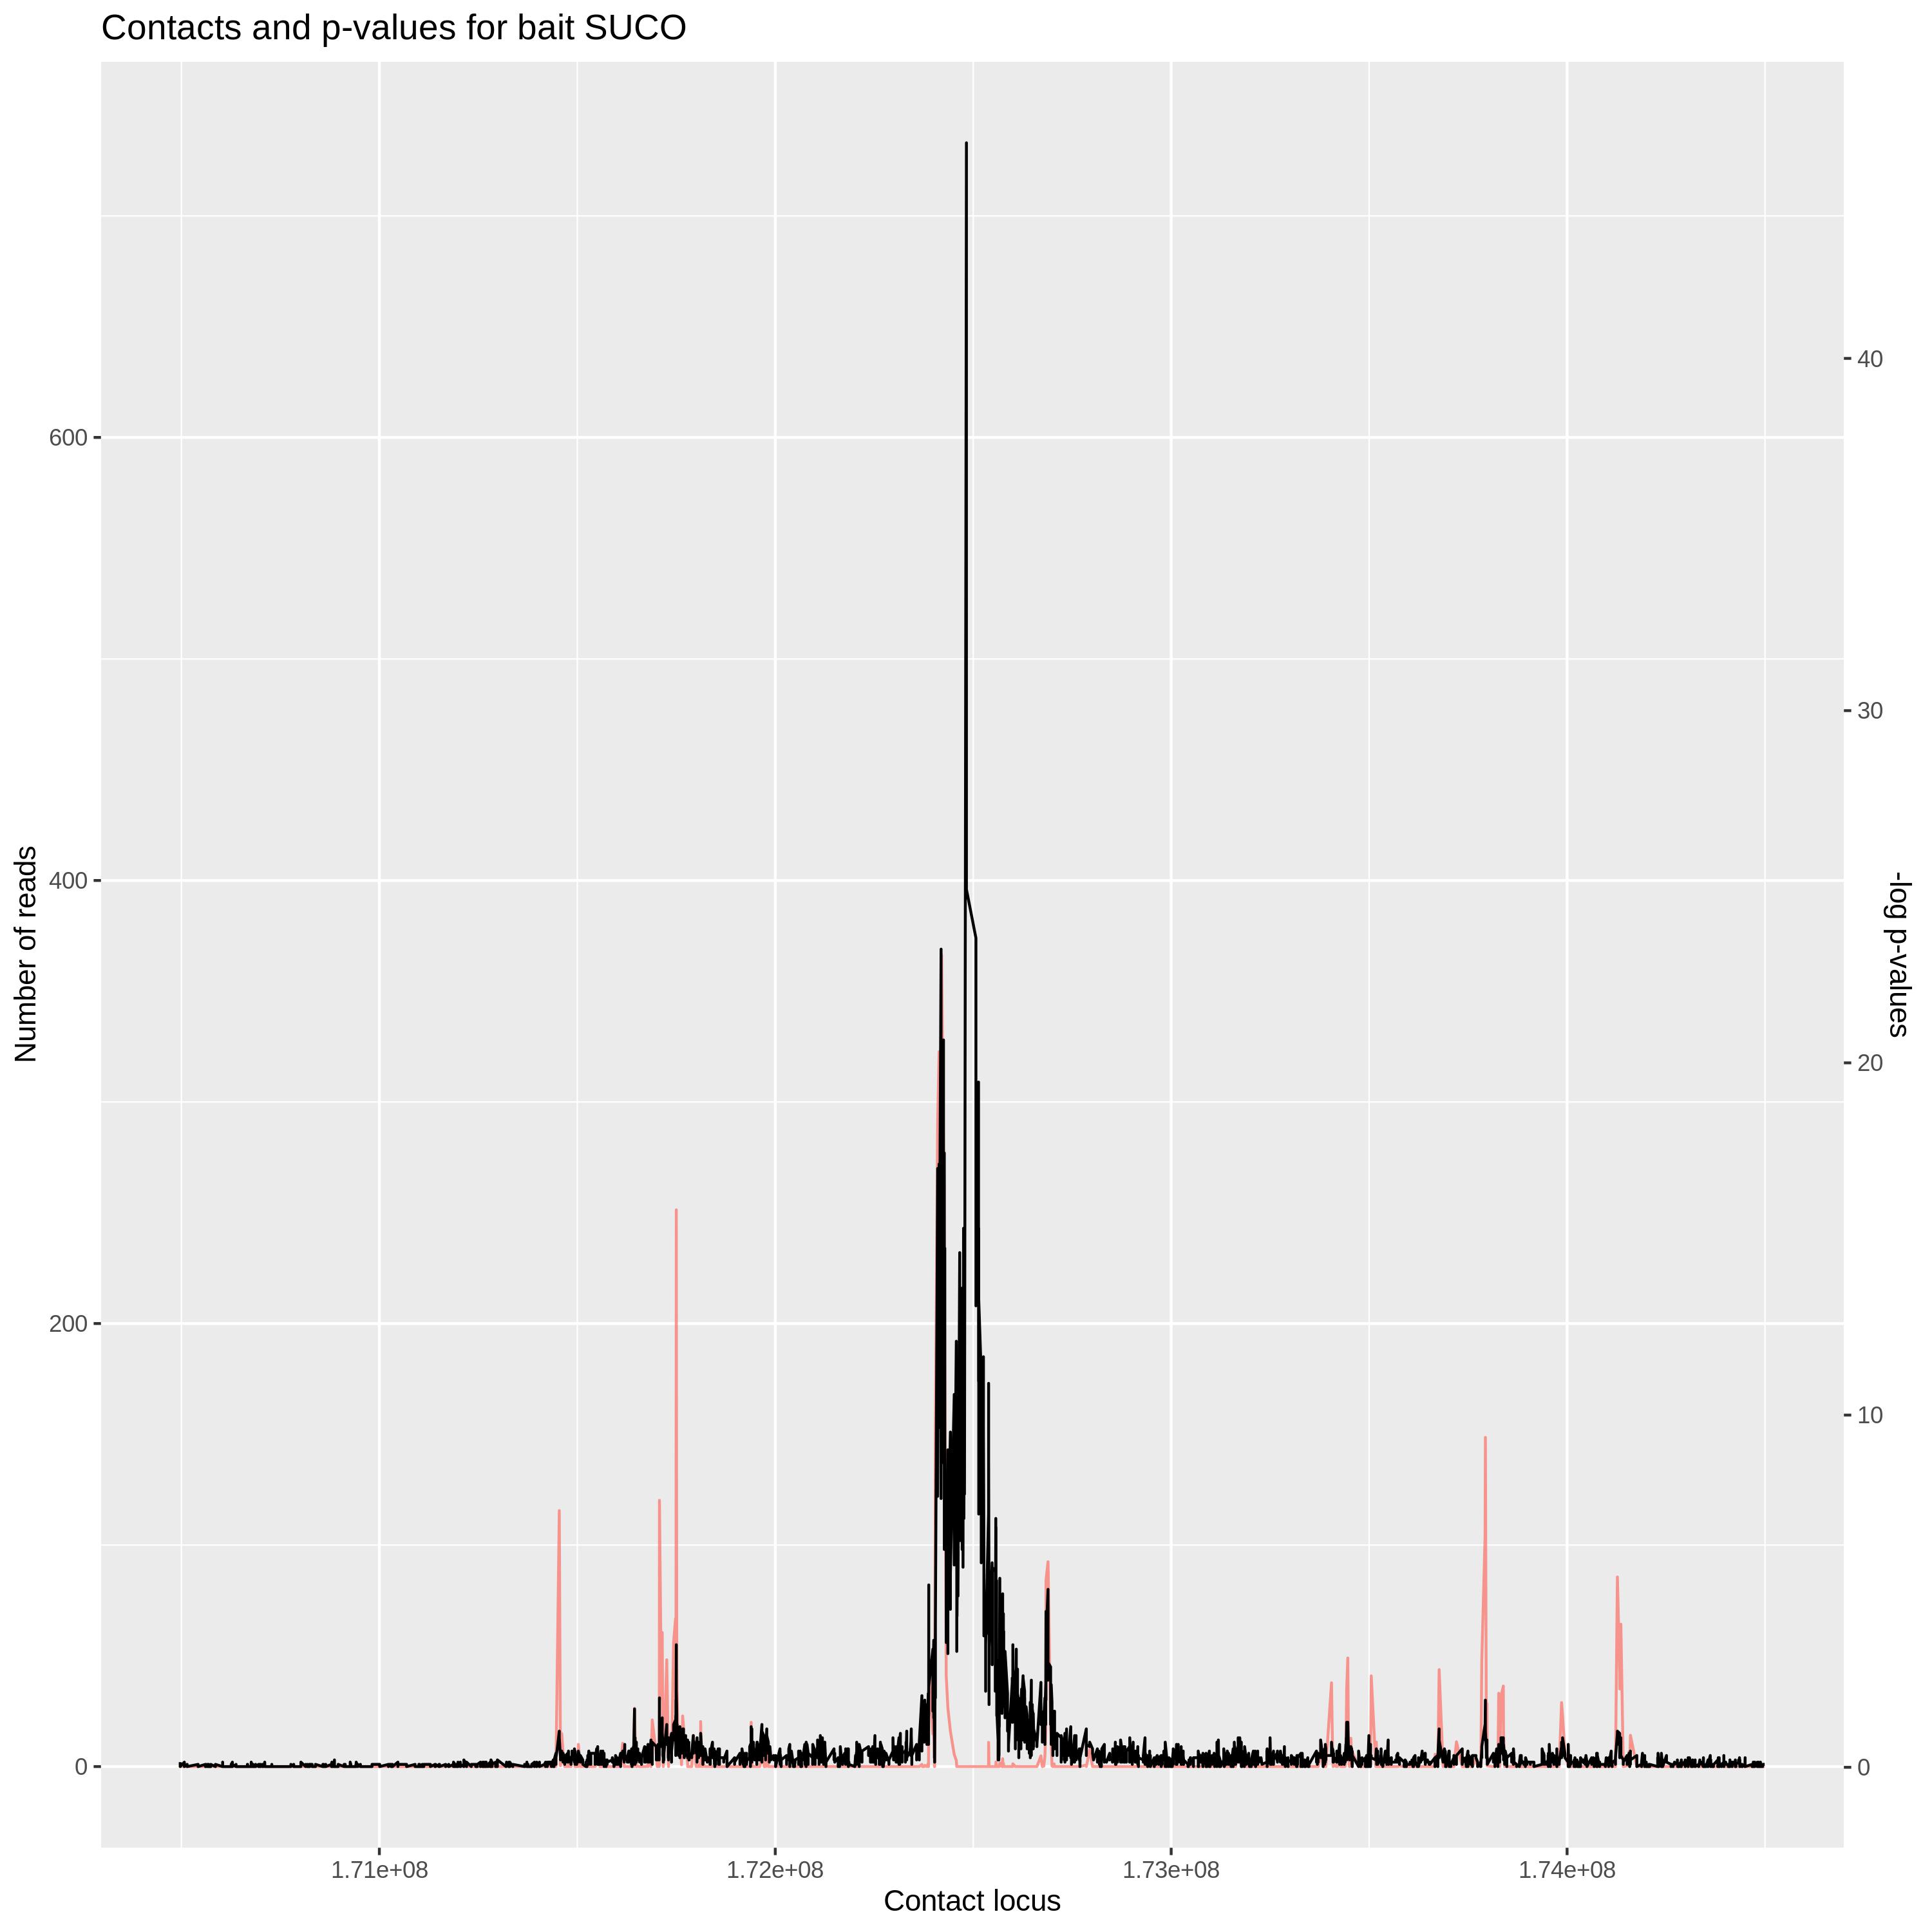 Contacts and p-values for bait SUCO
Number of reads
600
400
200
0
40
30
20
10
0
-log p-values
1.71e+08
1.72e+08
1.73e+08
1.74e+08
Contact locus